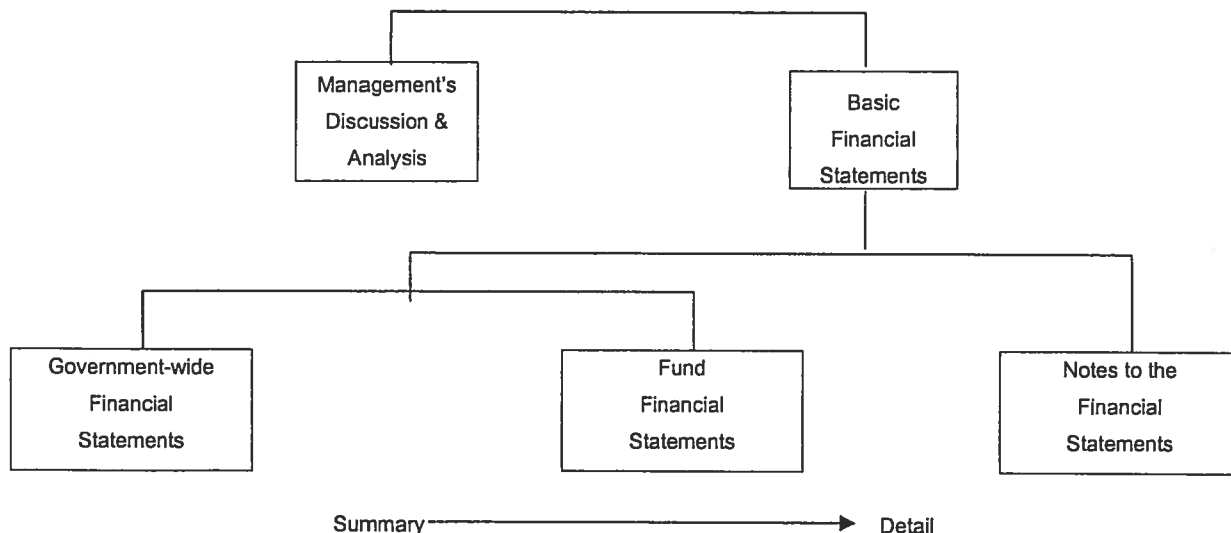 Management's
Discussion &
Analysis
Basic
Financial
Statements
Government-wide
Financial
Statements
Fund
Financial
Statements
Notes to the
Financial
Statements
Summary
Detail